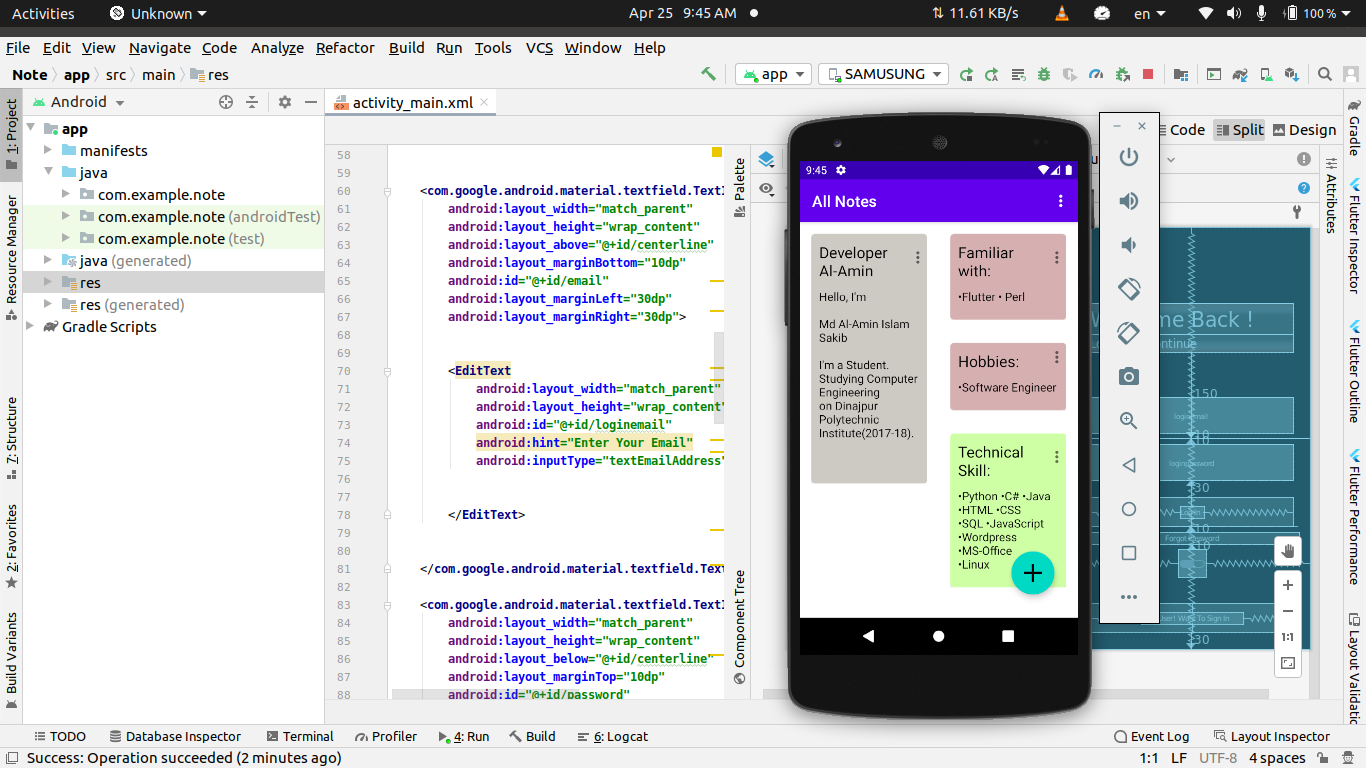 Activities
Unknown
Apr 25 9:45 AM
11.61 KB/s
en
100 %
File Edit View Navigate Code Analyze Refactor Build Run Tools VCS Window Help
Note
app
src
main
res
app
SAMUSUNG
1: Project
Resource Manager
7: Structure
2: Favorites
Build Variants
Android
app
manifests
java
com.example.note
com.example.note (androidTest)
com.example.note (test)
java (generated)
res
res (generated)
Gradle Scripts
activity_main.xml
Code
Split
Design
58
59
60 <com.google.android.material.textfield.TextI
61 android:layout_width="match_parent"
62 android:layout_height="wrap_content"
63 android:layout_above="@+id/centerline"
64 android:layout_marginBottom="10dp"
65 android:id="@+id/email"
66 android:layout_marginLeft="30dp"
67 android:layout_marginRight="30dp">
68
69
70 <EditText
71 android:layout_width="match_parent"
72 android:layout_height="wrap_content"
73 android:id="@+id/loginemail"
74 android:hint="Enter Your Email"
75 android:inputType="textEmailAddress"
76
77
78 </EditText>
79
80
81 </com.google.android.material.textfield.TextI
82
83 <com.google.android.material.textfield.TextI
84 android:layout_width="match_parent"
85 android:layout_height="wrap_content"
86 android:layout_below="@+id/centerline"
87 android:layout_marginTop="10dp"
88 android:id="@+id/password"
Palette
Component Tree
9:45
All Notes
Developer
Al-Amin
Hello, I'm
Md Al-Amin Islam
Sakib
I'm a Student.
Studying Computer
Engineering
on Dinajpur
Polytechnic
Institute(2017-18).
Familiar
with:
•Flutter • Perl
Hobbies:
•Software Engineer
Technical
Skill:
•Python •C# •Java
•HTML •CSS
•SQL •JavaScript
•Wordpress
•MS-Office
•Linux
me Back !
ontinue
150
30
30
1:1
Attributes
Gradle
Flutter Inspector
Flutter Outline
Flutter Performance
Layout Validatio
TODO
Database Inspector
Terminal
Profiler
4: Run
Build
6: Logcat
Event Log
Layout Inspector
Success: Operation succeeded (2 minutes ago)
1:1 LF UTF-8 4 spaces